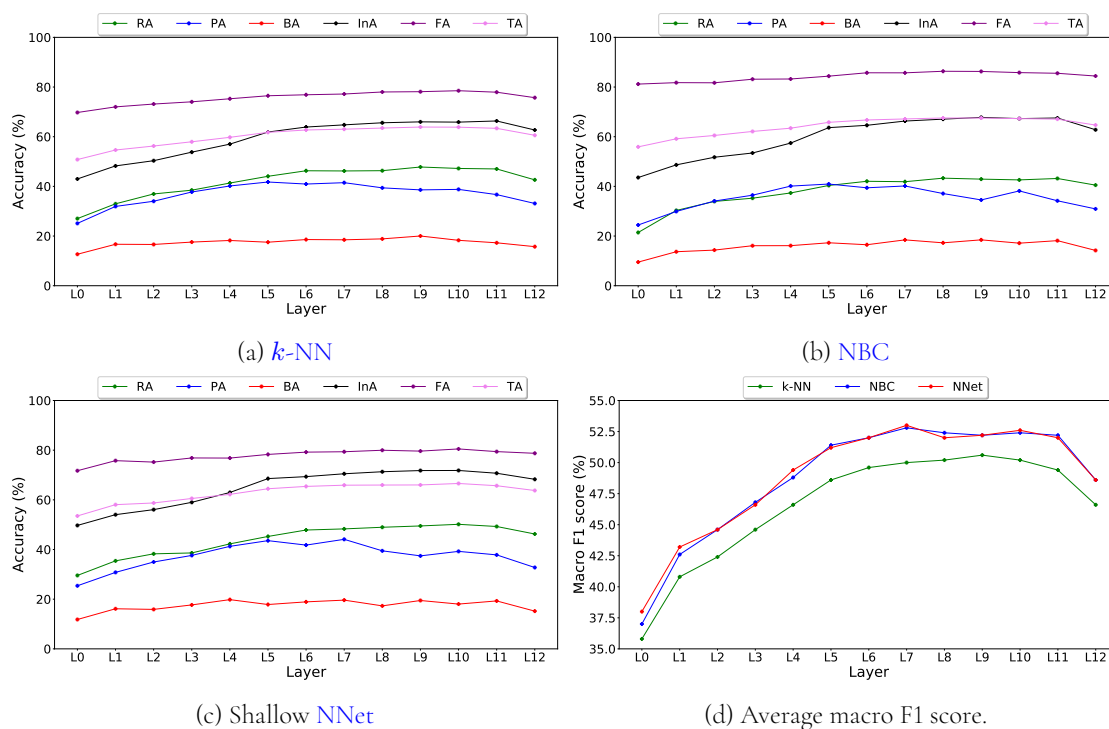 RA PA BA InA FA TA
100
80
60
40
20
0
Accuracy (%)
L0 L1 L2 L3 L4 L5 L6 L7 L8 L9 L10 L11 L12
Layer
(a) k-NN
RA PA BA InA FA TA
100
80
60
40
20
0
Accuracy (%)
L0 L1 L2 L3 L4 L5 L6 L7 L8 L9 L10 L11 L12
Layer
(b) NBC
RA PA BA InA FA TA
100
80
60
40
20
0
Accuracy (%)
L0 L1 L2 L3 L4 L5 L6 L7 L8 L9 L10 L11 L12
Layer
(c) Shallow NNet
k-NN NBC NNet
55.0
52.5
50.0
47.5
45.0
42.5
40.0
37.5
35.0
Macro F1 score (%)
L0 L1 L2 L3 L4 L5 L6 L7 L8 L9 L10 L11 L12
Layer
(d) Average macro F1 score.